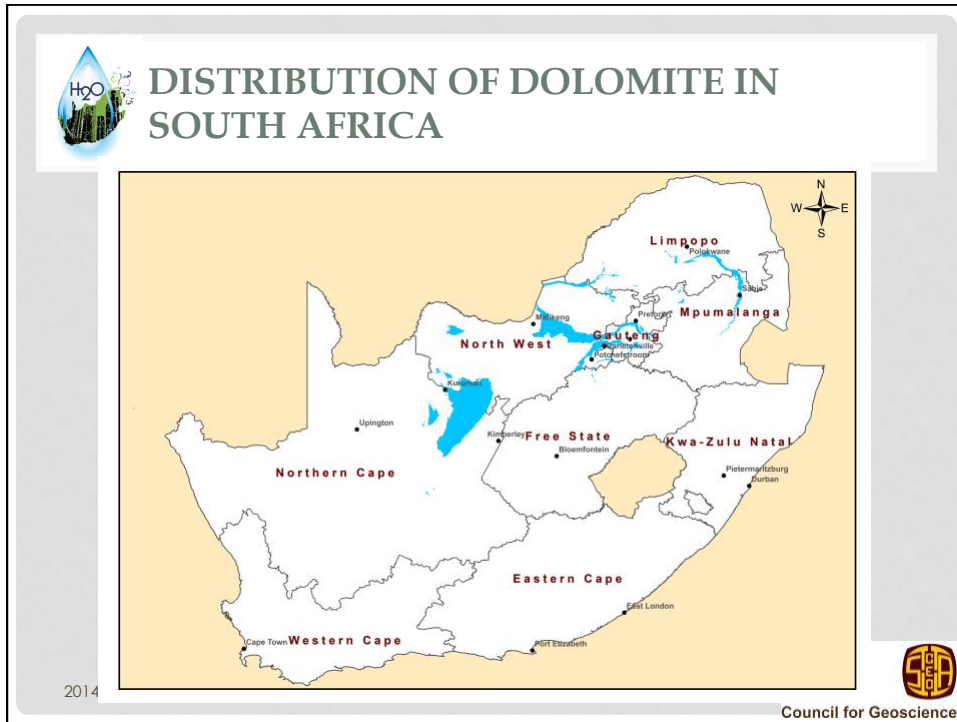 H2O
DISTRIBUTION OF DOLOMITE IN
SOUTH AFRICA
N
W E
S
Limpopo
Polokwane
Sabie
Mpumalanga
Mafikeng
Pretoria
North West
Gauteng
Carletonville
Potchefstroom
Kuruman
Upington
Kimberley
Free State
Kwa-Zulu Natal
Bloemfontein
Northern Cape
Pietermaritzburg
Durban
Eastern Cape
East London
Cape Town
Western Cape
Port Elizabeth
2014
Council for Geoscience